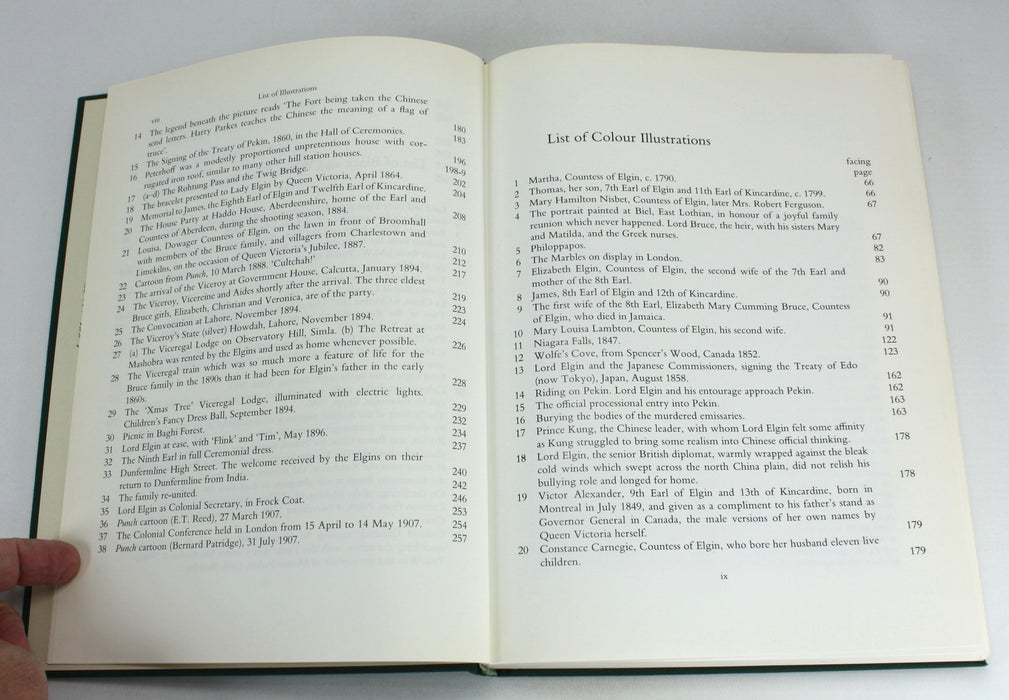 List of Illustrations
viii
14 The legend beneath the picture reads 'The Fort being taken the Chinese
send letters. Harry Parkes teaches the Chinese the meaning of a flag of
truce'. 180
15 The Signing of the Treaty of Pekin, 1860, in the Hall of Ceremonies. 183
16 Peterhoff was a modestly proportioned unpretentious house with cor-
rugated iron roof, similar to many other hill station houses. 196
17 (a-d) The Rohtung Pass and the Twig Bridge. 198-9
18 The bracelet presented to Lady Elgin by Queen Victoria, April 1864. 202
19 Memorial to James, the Eighth Earl of Elgin and Twelfth Earl of Kincardine. 204
20 The House Party at Haddo House, Aberdeenshire, home of the Earl and
Countess of Aberdeen, during the shooting season, 1884. 208
21 Louisa, Dowager Countess of Elgin, on the lawn in front of Broomhall
with members of the Bruce family, and villagers from Charlestown and
Limekilns, on the occasion of Queen Victoria's Jubilee, 1887. 210
22 Cartoon from Punch, 10 March 1888. 'Cultchah!' 212
23 The arrival of the Viceroy at Government House, Calcutta, January 1894. 217
24 The Viceroy, Vicereine and Aides shortly after the arrival. The three eldest
Bruce girls, Elizabeth, Christian and Veronica, are of the party. 219
25 The Convocation at Lahore, November 1894. 223
26 The Viceroy's State (silver) Howdah, Lahore, November 1894. 224
27 (a) The Viceregal Lodge on Observatory Hill, Simla. (b) The Retreat at
Mashobra was rented by the Elgins and used as home whenever possible. 226
28 The Viceregal train which was so much more a feature of life for the
Bruce family in the 1890s than it had been for Elgin's father in the early
1860s. 228
29 The 'Xmas Tree' Viceregal Lodge, illuminated with electric lights,
Children's Fancy Dress Ball, September 1894. 229
30 Picnic in Baghi Forest. 232
31 Lord Elgin at ease, with 'Flink' and 'Tim', May 1896. 234
32 The Ninth Earl in full Ceremonial dress. 237
33 Dunfermline High Street. The welcome received by the Elgins on their
return to Dunfermline from India. 240
34 The family re-united. 242
35 Lord Elgin as Colonial Secretary, in Frock Coat. 246
36 Punch cartoon (E.T. Reed), 27 March 1907. 253
37 The Colonial Conference held in London from 15 April to 14 May 1907. 254
38 Punch cartoon (Bernard Patridge), 31 July 1907. 257
List of Colour Illustrations
facing
page
1 Martha, Countess of Elgin, c. 1790. 66
2 Thomas, her son, 7th Earl of Elgin and 11th Earl of Kincardine, c. 1799. 66
3 Mary Hamilton Nisbet, Countess of Elgin, later Mrs. Robert Ferguson. 67
4 The portrait painted at Biel, East Lothian, in honour of a joyful family
reunion which never happened. Lord Bruce, the heir, with his sisters Mary
and Matilda, and the Greek nurses. 67
5 Philoppapos. 82
6 The Marbles on display in London. 83
7 Elizabeth Elgin, Countess of Elgin, the second wife of the 7th Earl and
mother of the 8th Earl. 90
8 James, 8th Earl of Elgin and 12th of Kincardine. 90
9 The first wife of the 8th Earl, Elizabeth Mary Cumming Bruce, Countess
of Elgin, who died in Jamaica. 91
10 Mary Louisa Lambton, Countess of Elgin, his second wife. 91
11 Niagara Falls, 1847. 122
12 Wolfe's Cove, from Spencer's Wood, Canada 1852. 123
13 Lord Elgin and the Japanese Commissioners, signing the Treaty of Edo
(now Tokyo), Japan, August 1858. 162
14 Riding on Pekin. Lord Elgin and his entourage approach Pekin. 162
15 The official processional entry into Pekin. 163
16 Burying the bodies of the murdered emissaries. 163
17 Prince Kung, the Chinese leader, with whom Lord Elgin felt some affinity
as Kung struggled to bring some realism into Chinese official thinking. 178
18 Lord Elgin, the senior British diplomat, warmly wrapped against the bleak
cold winds which swept across the north China plain, did not relish his
bullying role and longed for home. 178
19 Victor Alexander, 9th Earl of Elgin and 13th of Kincardine, born in
Montreal in July 1849, and given as a compliment to his father's stand as
Governor General in Canada, the male versions of her own names by
Queen Victoria herself. 179
20 Constance Carnegie, Countess of Elgin, who bore her husband eleven live
children. 179
ix